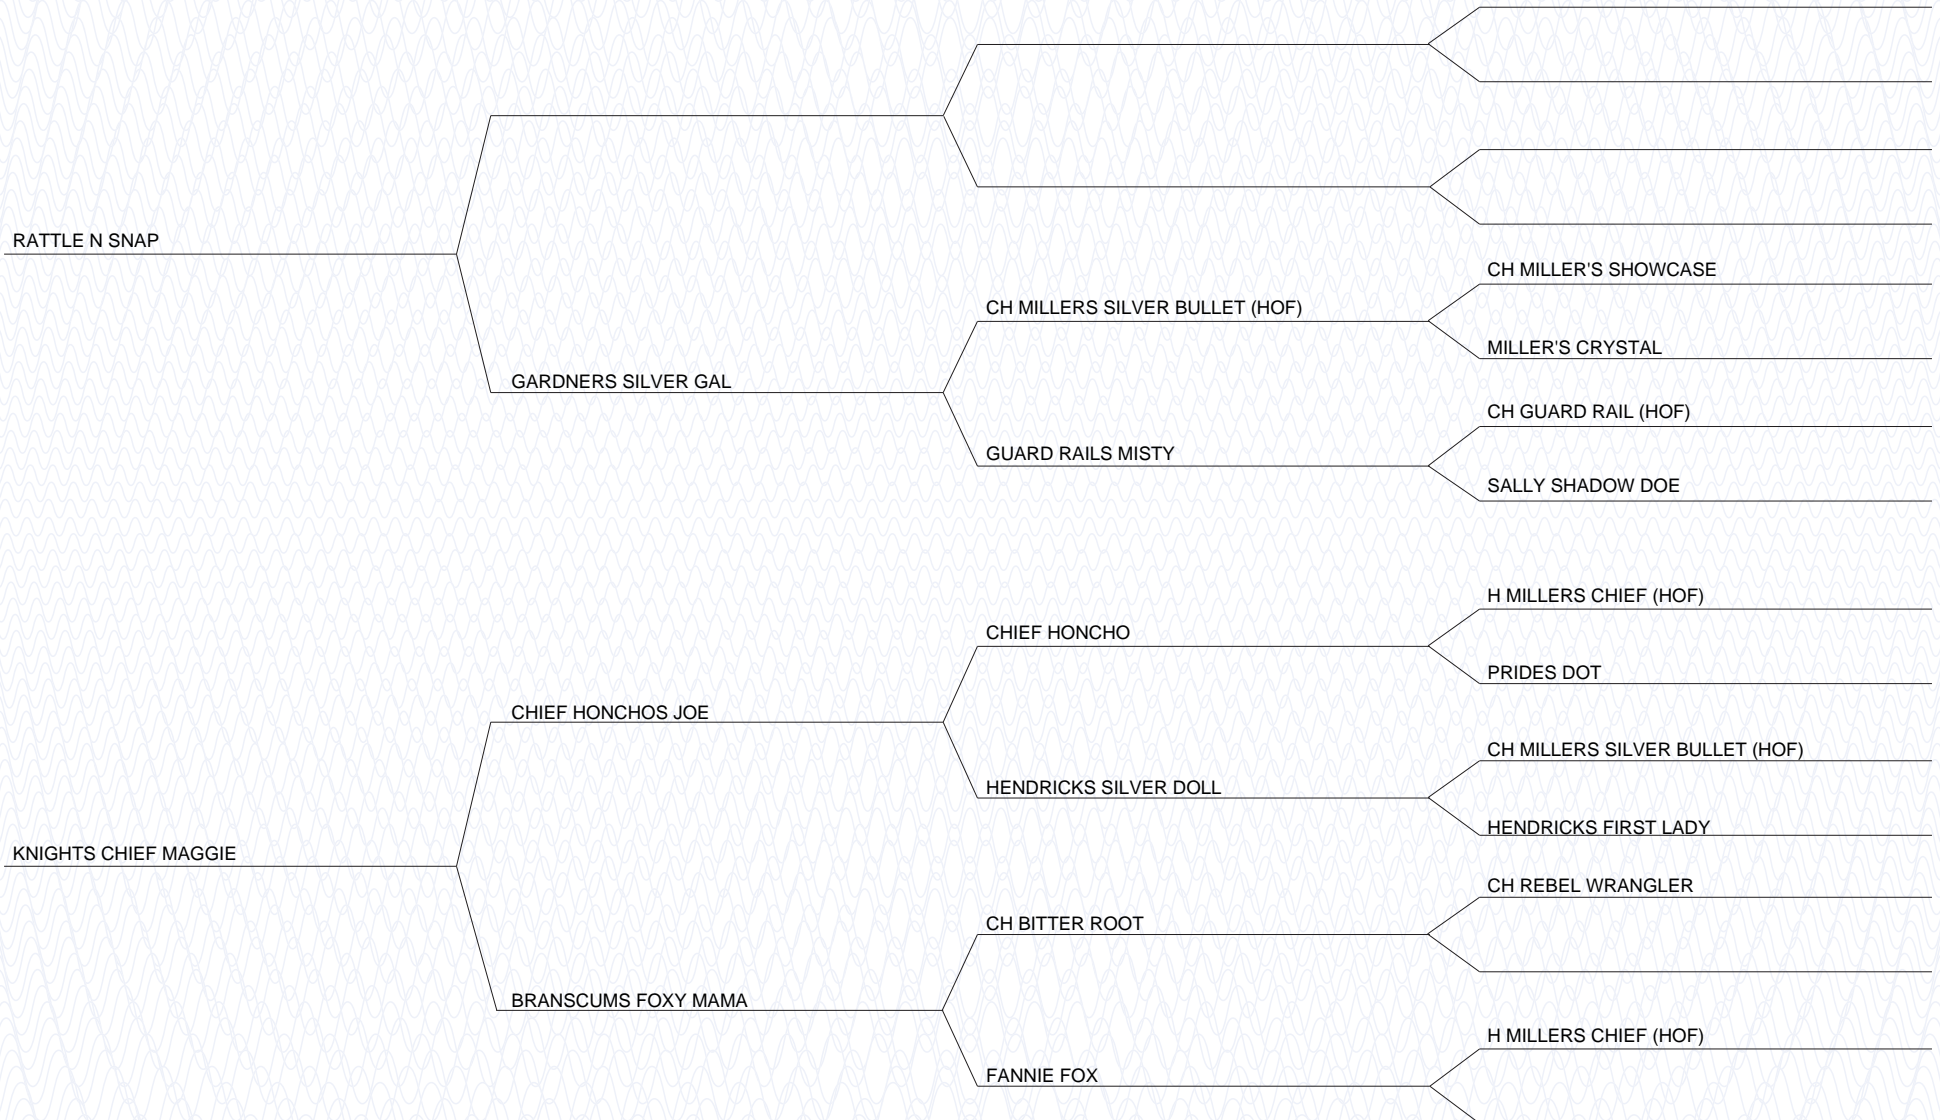 RATTLE N SNAP
CH MILLER'S SHOWCASE
CH MILLERS SILVER BULLET (HOF)
MILLER'S CRYSTAL
GARDNERS SILVER GAL
CH GUARD RAIL (HOF)
GUARD RAILS MISTY
SALLY SHADOW DOE
H MILLERS CHIEF (HOF)
CHIEF HONCHO
PRIDES DOT
CHIEF HONCHOS JOE
CH MILLERS SILVER BULLET (HOF)
HENDRICKS SILVER DOLL
HENDRICKS FIRST LADY
KNIGHTS CHIEF MAGGIE
CH REBEL WRANGLER
CH BITTER ROOT
BRANSCUMS FOXY MAMA
H MILLERS CHIEF (HOF)
FANNIE FOX